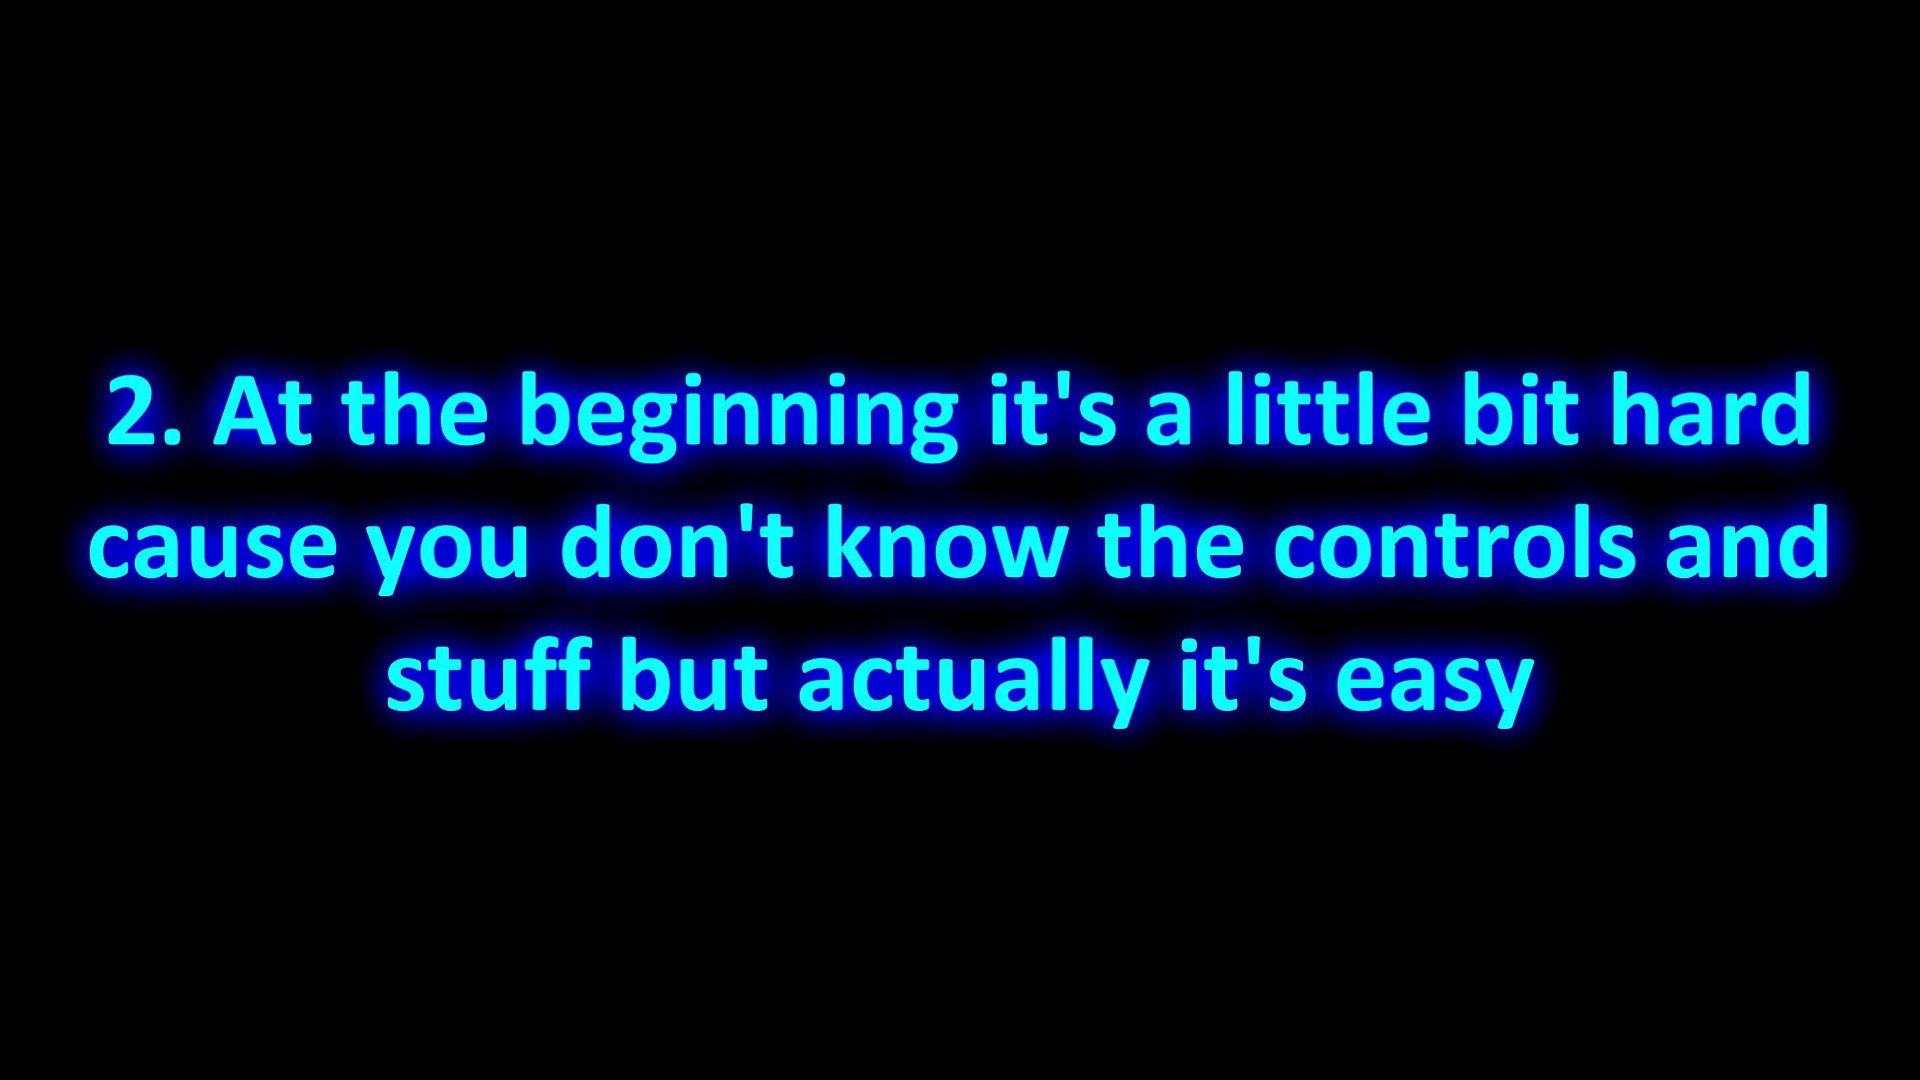 2. At the beginning it's a little bit hard
cause you don't know the controls and
stuff but actually it's easy